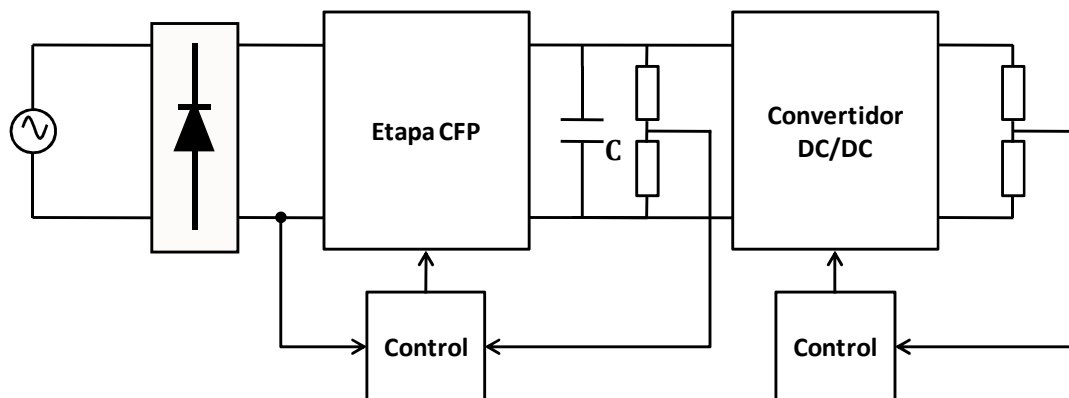 Etapa CFP
C
Convertidor
DC/DC
Control
Control